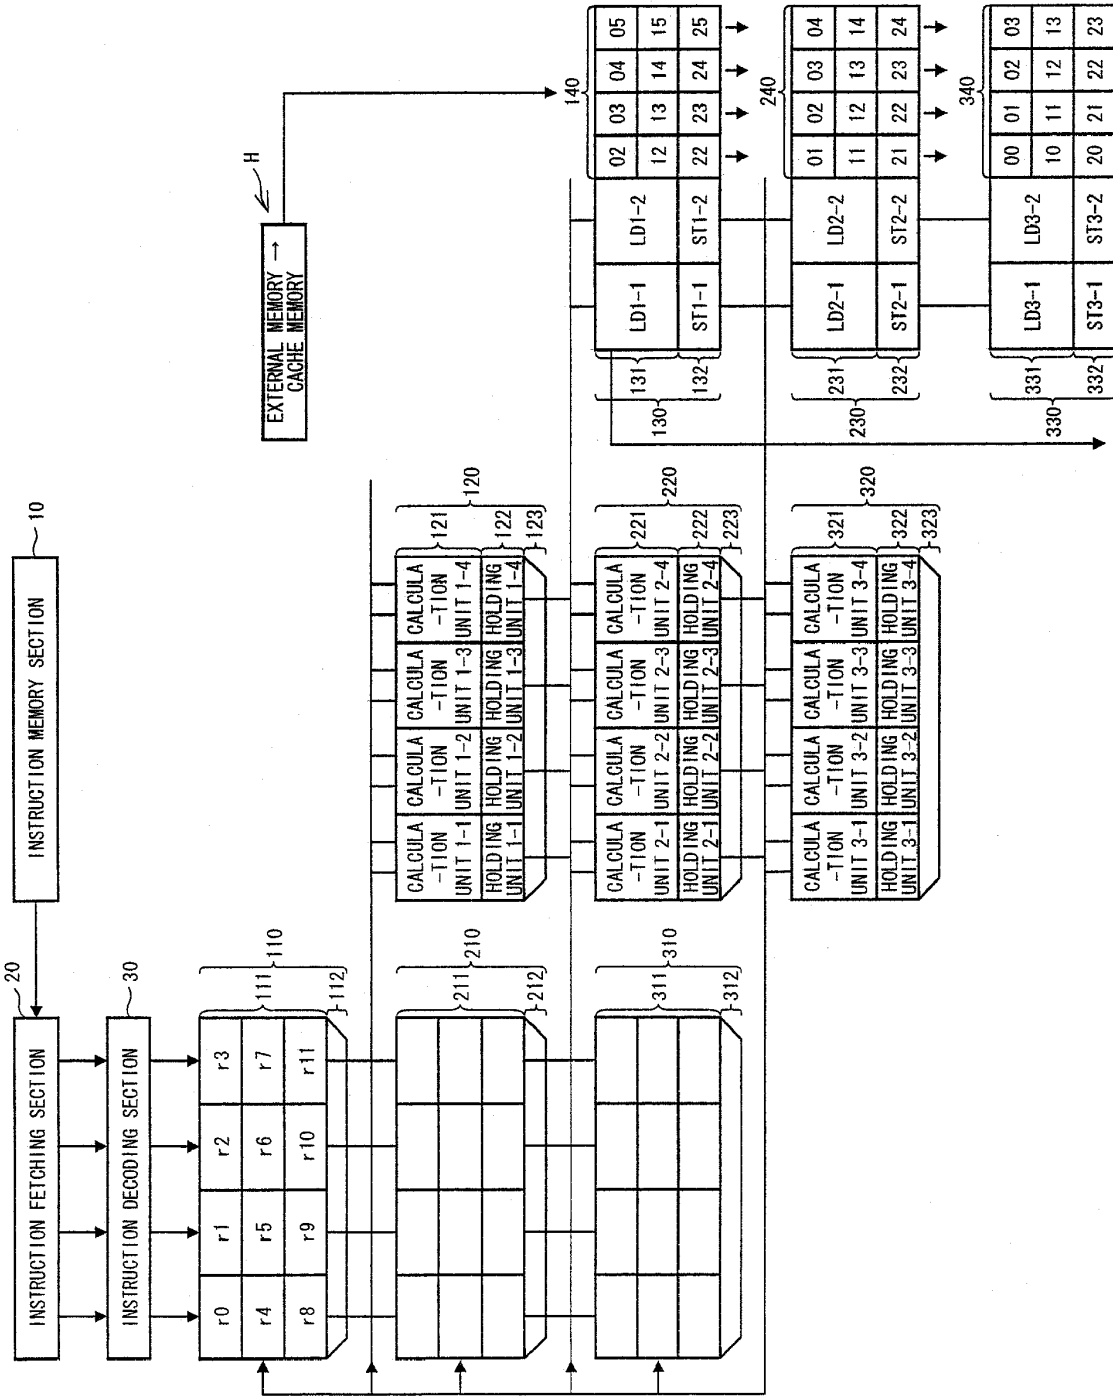 INSTRUCTION MEMORY SECTION
10
20
INSTRUCTION FETCHING SECTION
30
INSTRUCTION DECODING SECTION
r0 r1 r2 r3
r4 r5 r6 r7
r8 r9 r10 r11
111
112
110
211
212
210
311
312
310
CALCULA
-TION
UNIT 1-1
CALCULA
-TION
UNIT 1-2
CALCULA
-TION
UNIT 1-3
CALCULA
-TION
UNIT 1-4
HOLDING
UNIT 1-1
HOLDING
UNIT 1-2
HOLDING
UNIT 1-3
HOLDING
UNIT 1-4
121
122
123
120
CALCULA
-TION
UNIT 2-1
CALCULA
-TION
UNIT 2-2
CALCULA
-TION
UNIT 2-3
CALCULA
-TION
UNIT 2-4
HOLDING
UNIT 2-1
HOLDING
UNIT 2-2
HOLDING
UNIT 2-3
HOLDING
UNIT 2-4
221
222
223
220
CALCULA
-TION
UNIT 3-1
CALCULA
-TION
UNIT 3-2
CALCULA
-TION
UNIT 3-3
CALCULA
-TION
UNIT 3-4
HOLDING
UNIT 3-1
HOLDING
UNIT 3-2
HOLDING
UNIT 3-3
HOLDING
UNIT 3-4
321
322
323
320
EXTERNAL MEMORY →
CACHE MEMORY
H
131
132
130
LD1-1 LD1-2
ST1-1 ST1-2
140
02 03 04 05
12 13 14 15
22 23 24 25
231
232
230
LD2-1 LD2-2
ST2-1 ST2-2
240
01 02 03 04
11 12 13 14
21 22 23 24
331
332
330
LD3-1 LD3-2
ST3-1 ST3-2
340
00 01 02 03
10 11 12 13
20 21 22 23